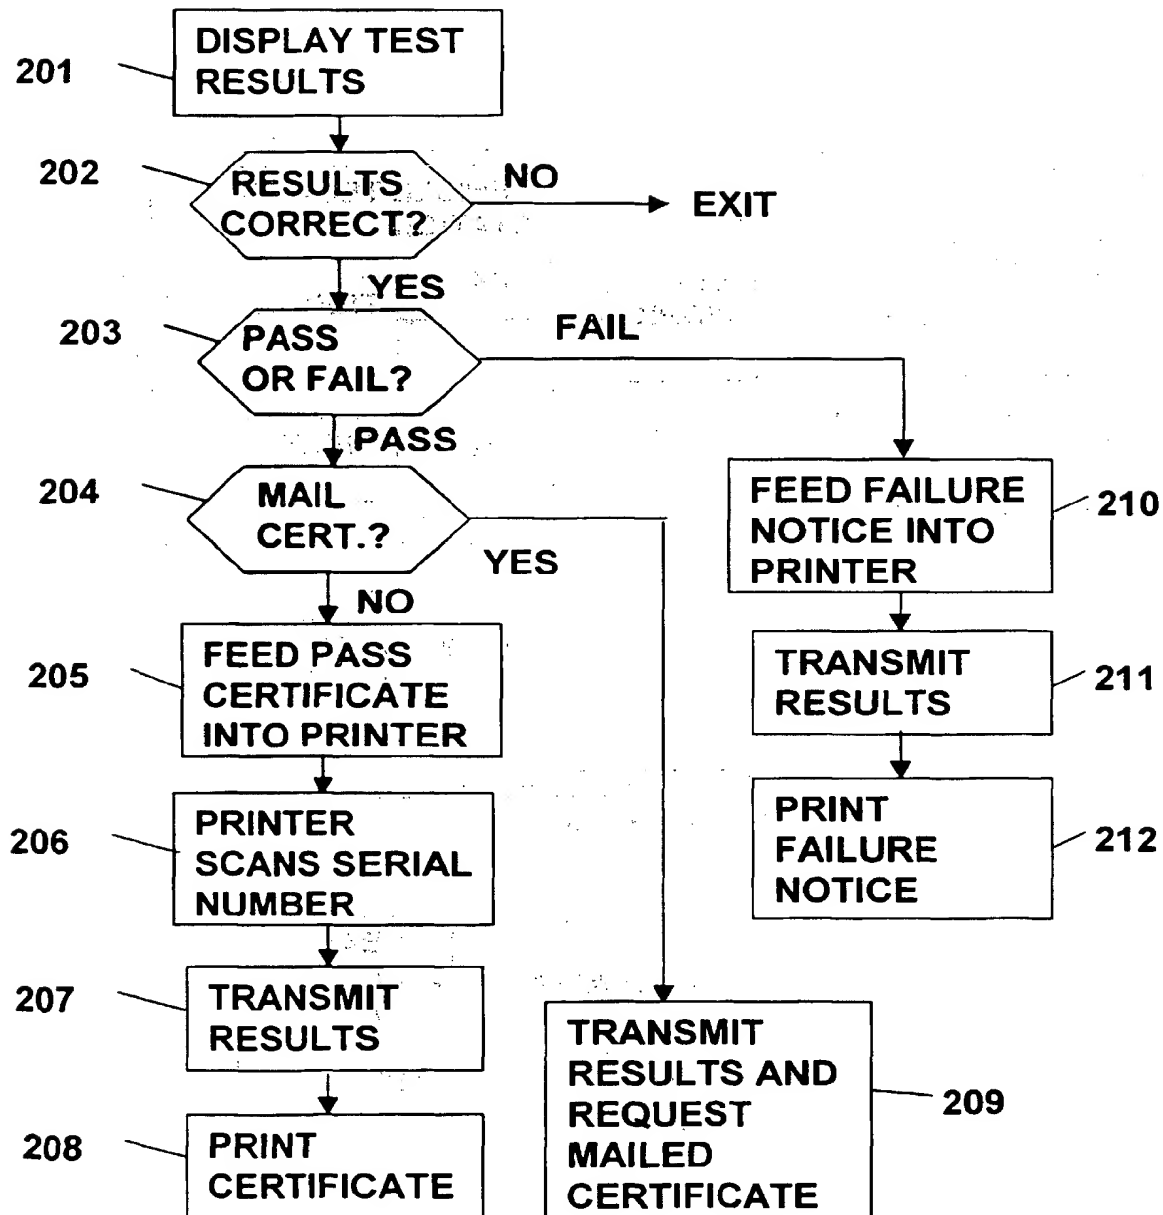 201
DISPLAY TEST
RESULTS
202
RESULTS
CORRECT?
NO
EXIT
YES
203
PASS
OR FAIL?
FAIL
PASS
204
MAIL
CERT.?
YES
NO
205
FEED PASS
CERTIFICATE
INTO PRINTER
206
PRINTER
SCANS SERIAL
NUMBER
207
TRANSMIT
RESULTS
208
PRINT
CERTIFICATE
TRANSMIT
RESULTS AND
REQUEST
MAILED
CERTIFICATE
209
FEED FAILURE
NOTICE INTO
PRINTER
210
TRANSMIT
RESULTS
211
PRINT
FAILURE
NOTICE
212